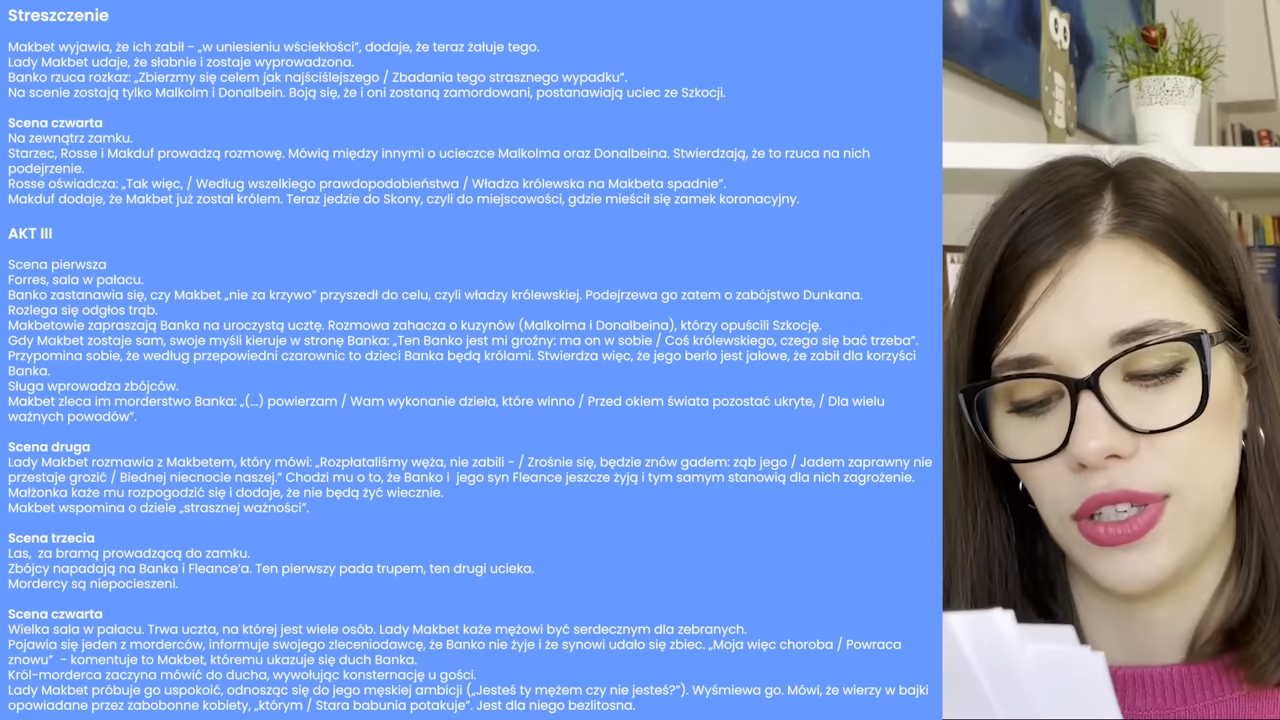 Streszczenie
Makbet wyjawia, że ich zabił - „w uniesieniu wściekłości”, dodaje, że teraz żałuje tego.
Lady Makbet udaje, że słabnie i zostaje wyprowadzona.
Banko rzuca rozkaz: „Zbierzmy się celem jak najściślejszego / Zbadania tego strasznego wypadku”.
Na scenie zostają tylko Malkolm i Donalbein. Boją się, że i oni zostaną zamordowani, postanawiają uciec ze Szkocji.
Scena czwarta
Na zewnątrz zamku.
Starzec, Rosse i Makduf prowadzą rozmowę. Mówią między innymi o ucieczce Malkolma oraz Donalbeina. Stwierdzają, że to rzuca na nich
podejrzenie.
Rosse oświadcza: „Tak więc, / Według wszelkiego prawdopodobieństwa / Władza królewska na Makbeta spadnie”.
Makduf dodaje, że Makbet już został królem. Teraz jedzie do Skony, czyli do miejscowości, gdzie mieścił się zamek koronacyjny.
AKT III
Scena pierwsza
Forres, sala w pałacu.
Banko zastanawia się, czy Makbet „nie za krzywo” przyszedł do celu, czyli władzy królewskiej. Podejrzewa go zatem o zabójstwo Dunkana.
Rozlega się odgłos trąb.
Makbetowie zapraszają Banka na uroczystą ucztę. Rozmowa zahacza o kuzynów (Malkolma i Donalbeina), którzy opuścili Szkocję.
Gdy Makbet zostaje sam, swoje myśli kieruje w stronę Banka: „Ten Banko jest mi groźny: ma on w sobie / Coś królewskiego, czego się bać trzeba”.
Przypomina sobie, że według przepowiedni czarownic to dzieci Banka będą królami. Stwierdza więc, że jego berło jest jałowe, że zabił dla korzyści
Banka.
Sługa wprowadza zbójców.
Makbet zleca im morderstwo Banka: „(...) powierzam / Wam wykonanie dzieła, które winno / Przed okiem świata pozostać ukryte, / Dla wielu
ważnych powodów”.
Scena druga
Lady Makbet rozmawia z Makbetem, który mówi: „Rozpłataliśmy węża, nie zabili - / Zrośnie się, będzie znów gadem: ząb jego / Jadem zaprawny nie
przestaje grozić / Biednej niecnocie naszej.” Chodzi mu o to, że Banko i jego syn Fleance jeszcze żyją i tym samym stanowią dla nich zagrożenie.
Małżonka każe mu rozpogodzić się i dodaje, że nie będą żyć wiecznie.
Makbet wspomina o dziele „strasznej ważności”.
Scena trzecia
Las, za bramą prowadzącą do zamku.
Zbójcy napadają na Banka i Fleance’a. Ten pierwszy pada trupem, ten drugi ucieka.
Mordercy są niepocieszeni.
Scena czwarta
Wielka sala w pałacu. Trwa uczta, na której jest wiele osób. Lady Makbet każe mężowi być serdecznym dla zebranych.
Pojawia się jeden z morderców, informuje swojego zleceniodawcę, że Banko nie żyje i że synowi udało się zbiec. „Moja więc choroba / Powraca
znowu” - komentuje to Makbet, któremu ukazuje się duch Banka.
Król-morderca zaczyna mówić do ducha, wywołując konsternację u gości.
Lady Makbet próbuje go uspokoić, odnosząc się do jego męskiej ambicji („Jesteś ty mężem czy nie jesteś?”). Wyśmiewa go. Mówi, że wierzy w bajki
opowiadane przez zabobonne kobiety, „którym / Stara babunia potakuje”. Jest dla niego bezlitosna.